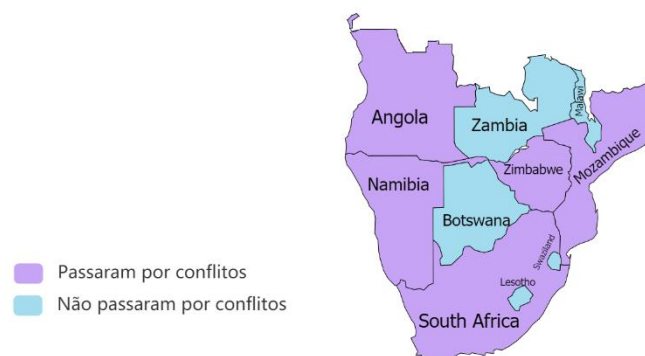 Angola
Zambia
Malawi
Mozambique
Zimbabwe
Namibia
Botswana
Swaziland
Lesotho
South Africa
Passaram por conflitos
Não passaram por conflitos